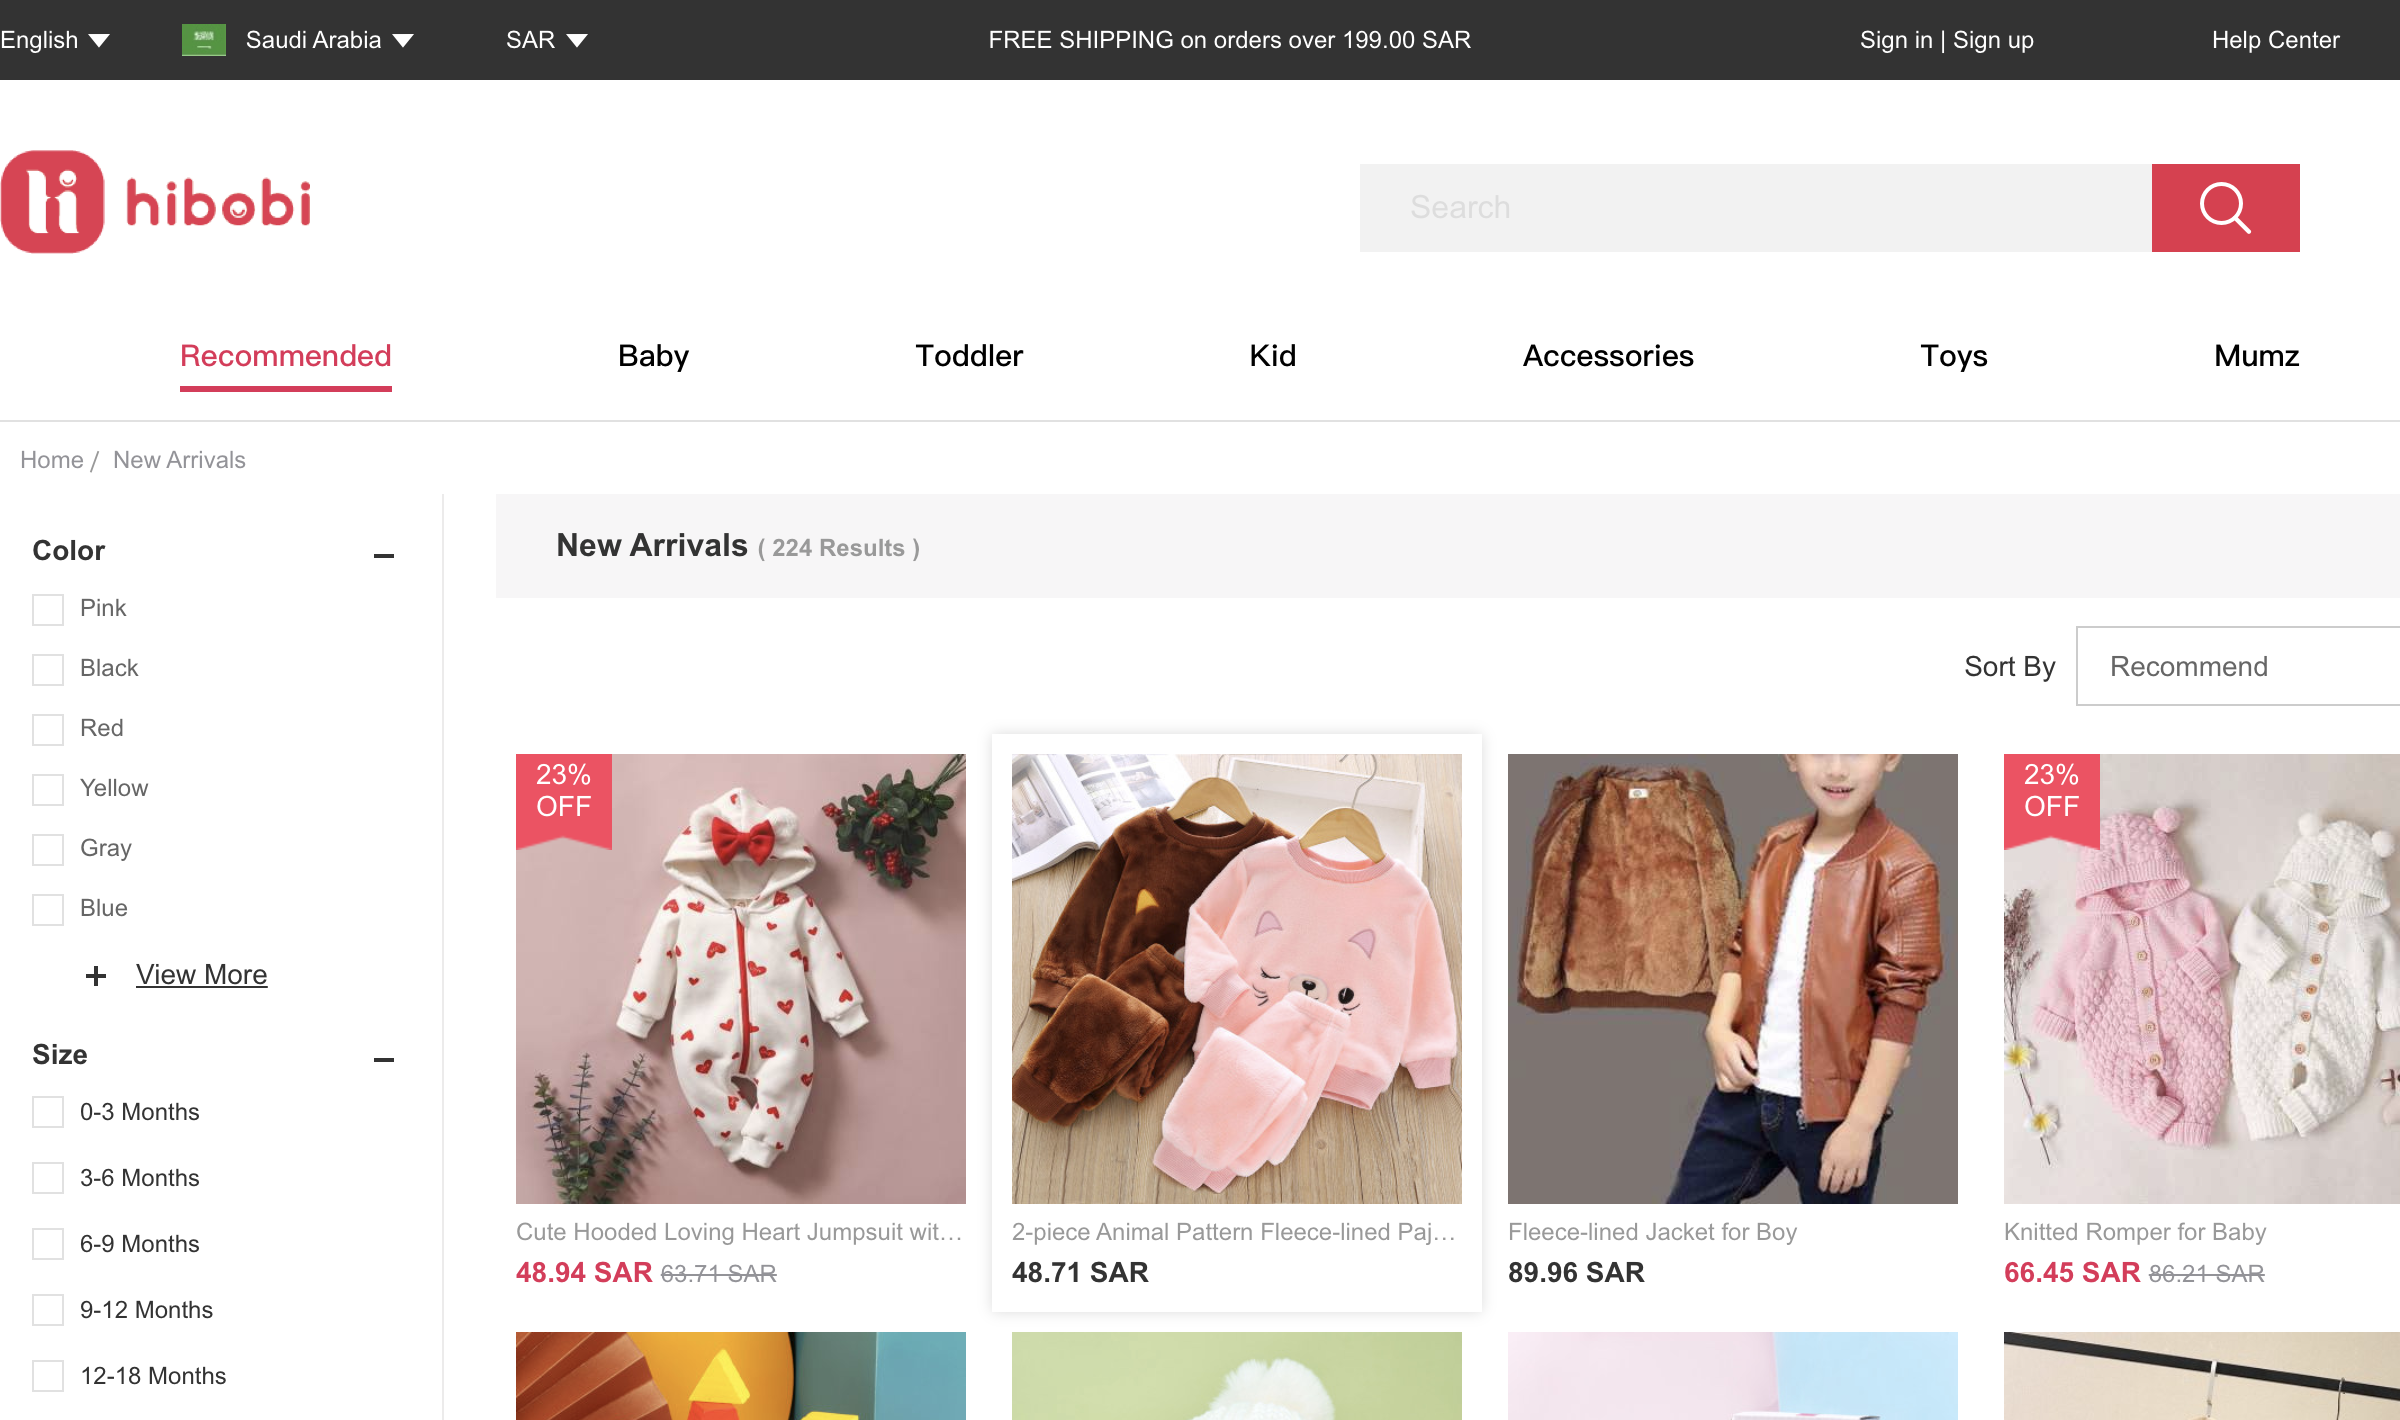 English
Saudi Arabia
SAR
FREE SHIPPING on orders over 199.00 SAR
Sign in | Sign up
Help Center
hibobi
Search
Recommended
Baby
Toddler
Kid
Accessories
Toys
Mumz
Home / New Arrivals
Color
Pink
Black
Red
Yellow
Gray
Blue
+ View More
Size
0-3 Months
3-6 Months
6-9 Months
9-12 Months
12-18 Months
New Arrivals ( 224 Results )
Sort By
Recommend
23%
OFF
Cute Hooded Loving Heart Jumpsuit wit...
48.94 SAR 63.71 SAR
2-piece Animal Pattern Fleece-lined Paj...
48.71 SAR
Fleece-lined Jacket for Boy
89.96 SAR
23%
OFF
Knitted Romper for Baby
66.45 SAR 86.21 SAR